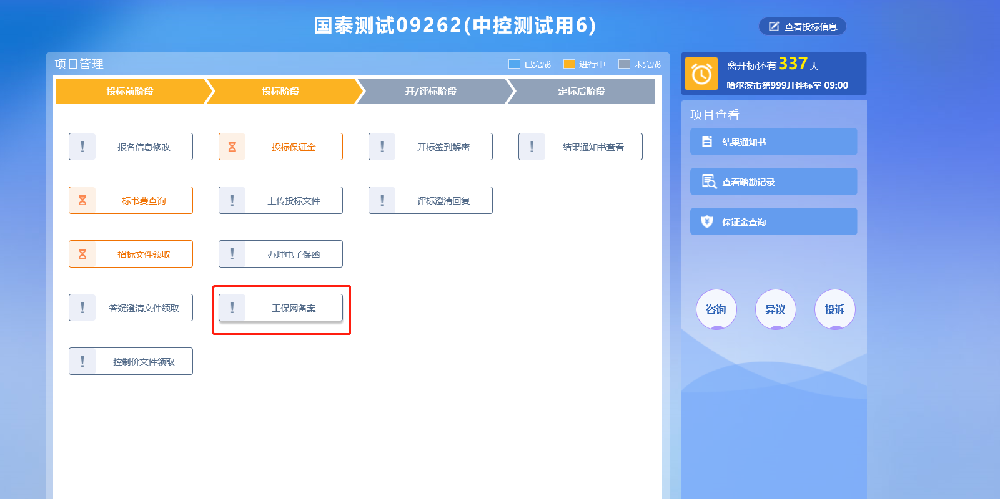 国泰测试09262(中控测试用6)
查看投标信息
项目管理
已完成
进行中
未完成
投标前阶段
投标阶段
开/评标阶段
定标后阶段
报名信息修改
投标保证金
开标签到解密
结果通知书查看
标书费查询
上传投标文件
评标澄清回复
招标文件领取
办理电子保函
答疑澄清文件领取
工保网备案
控制价文件领取
离开标还有337天
哈尔滨市第999开评标室 09:00
项目查看
结果通知书
查看踏勘记录
保证金查询
咨询
异议
投诉